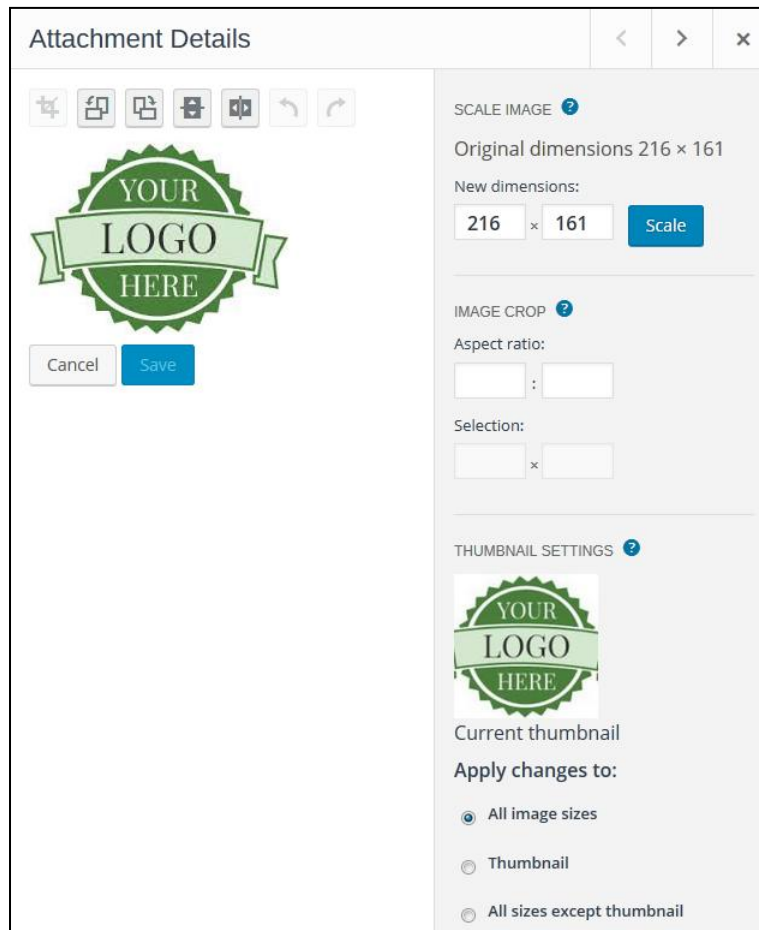 Attachment Details
YOUR
LOGO
HERE
Cancel
Save
SCALE IMAGE ?
Original dimensions 216 × 161
New dimensions:
216 × 161 Scale
IMAGE CROP ?
Aspect ratio:
:
Selection:
×
THUMBNAIL SETTINGS ?
YOUR
LOGO
HERE
Current thumbnail
Apply changes to:
All image sizes
Thumbnail
All sizes except thumbnail